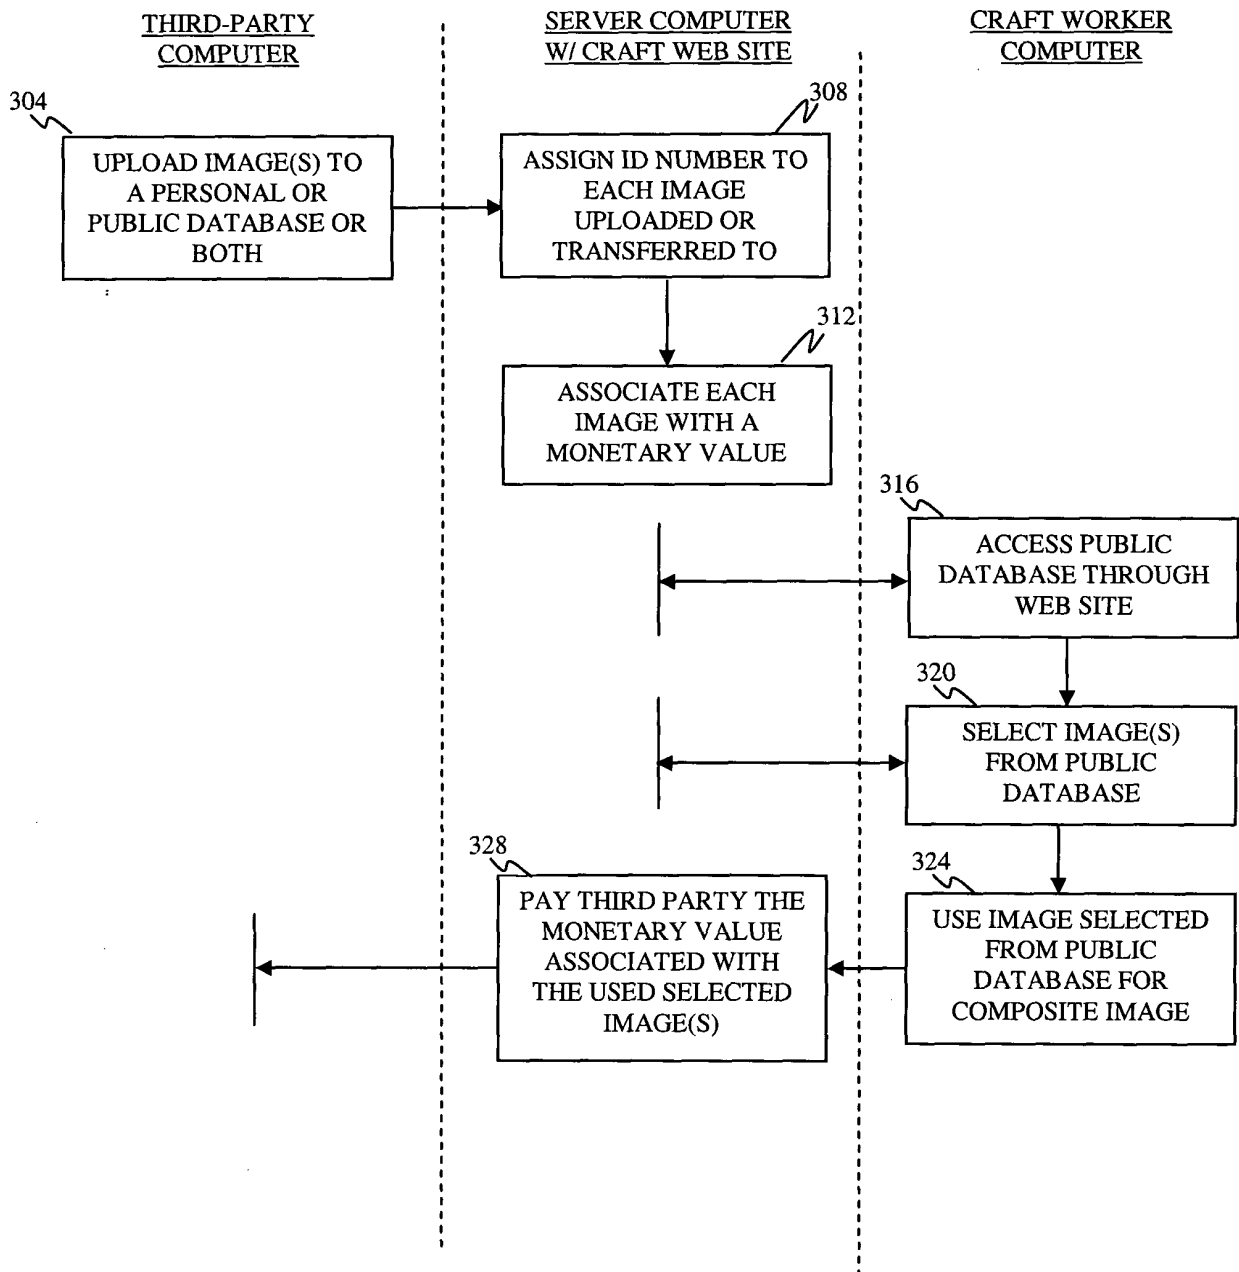 THIRD-PARTY
COMPUTER
SERVER COMPUTER
W/ CRAFT WEB SITE
CRAFT WORKER
COMPUTER
304
UPLOAD IMAGE(S) TO
A PERSONAL OR
PUBLIC DATABASE OR
BOTH
308
ASSIGN ID NUMBER TO
EACH IMAGE
UPLOADED OR
TRANSFERRED TO
312
ASSOCIATE EACH
IMAGE WITH A
MONETARY VALUE
316
ACCESS PUBLIC
DATABASE THROUGH
WEB SITE
320
SELECT IMAGE(S)
FROM PUBLIC
DATABASE
324
USE IMAGE SELECTED
FROM PUBLIC
DATABASE FOR
COMPOSITE IMAGE
328
PAY THIRD PARTY THE
MONETARY VALUE
ASSOCIATED WITH
THE USED SELECTED
IMAGE(S)